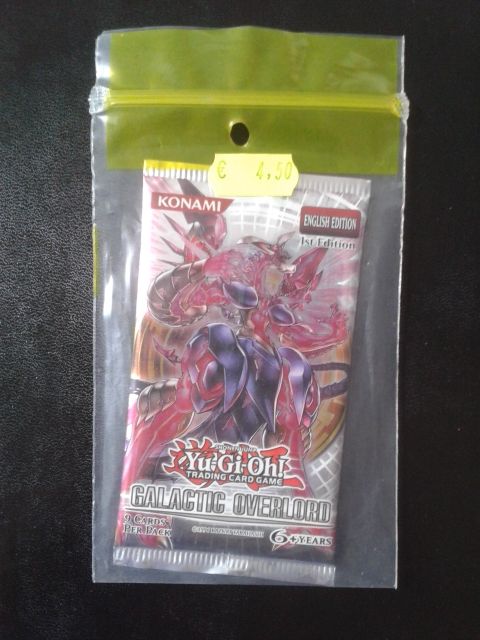 € 4,50
KONAMI
ENGLISH EDITION
1st Edition
Yu-Gi-Oh!
TRADING CARD GAME
GALACTIC OVERLORD
9 CARDS
PER PACK
6+ YEARS